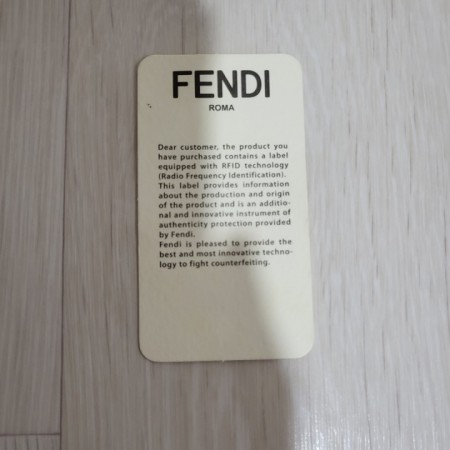 FENDI
ROMA
Dear customer, the product you
have purchased contains a label
equipped with RFID technology
(Radio Frequency Identification).
This label provides information
about the production and origin
of the product and is an additio-
nal and innovative instrument of
authenticity protection provided
by Fendi.
Fendi is pleased to provide the
best and most innovative techno-
logy to fight counterfeiting.